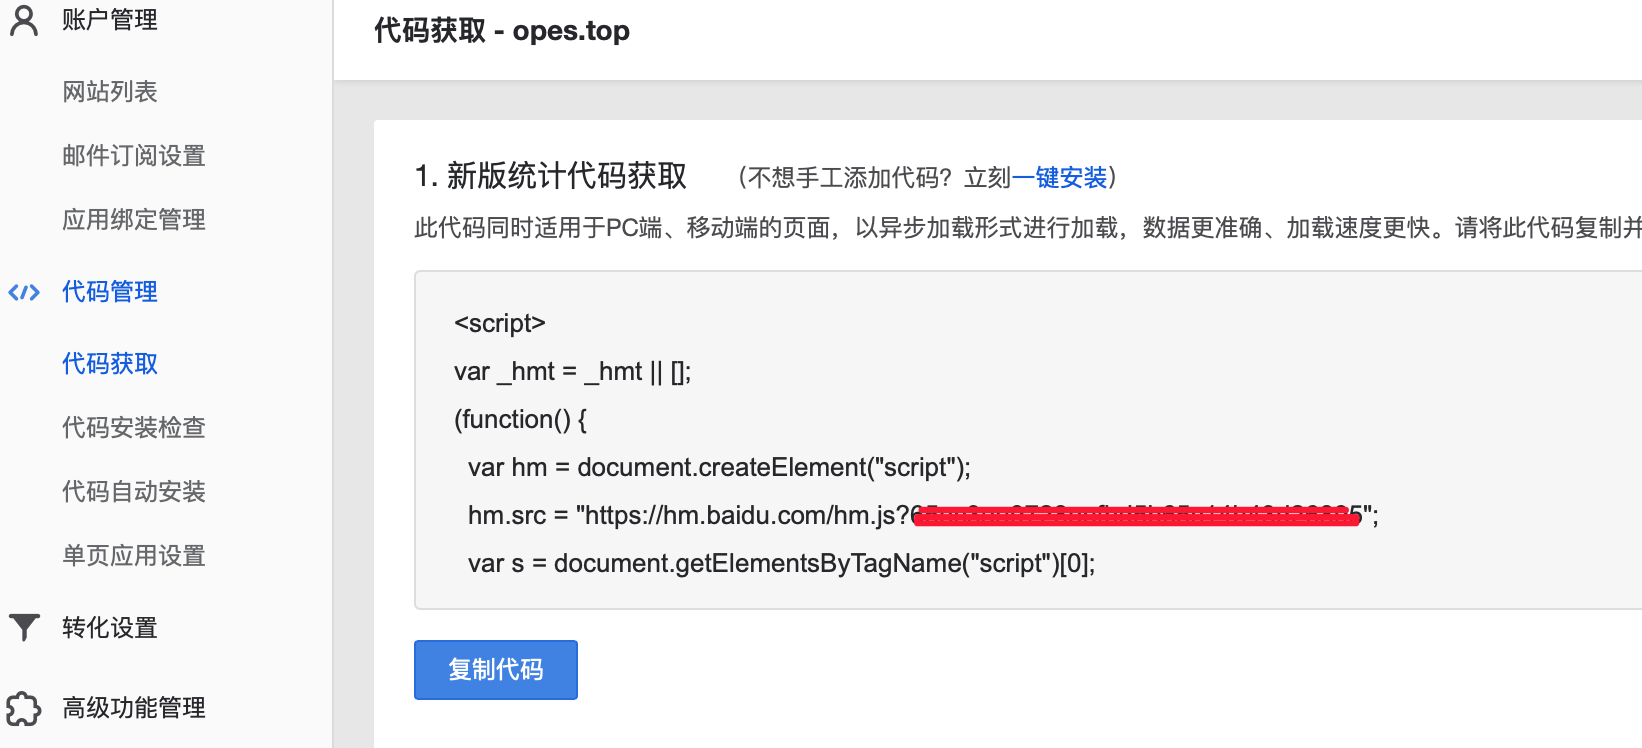 账户管理
网站列表
邮件订阅设置
应用绑定管理
代码管理
代码获取
代码安装检查
代码自动安装
单页应用设置
转化设置
高级功能管理
代码获取 - opes.top
1. 新版统计代码获取 （不想手工添加代码？立刻一键安装）
此代码同时适用于PC端、移动端的页面，以异步加载形式进行加载，数据更准确、加载速度更快。请将此代码复制并
<script>
var _hmt = _hmt || [];
(function() {
var hm = document.createElement("script");
hm.src = "https://hm.baidu.com/hm.js?";
var s = document.getElementsByTagName("script")[0];
复制代码